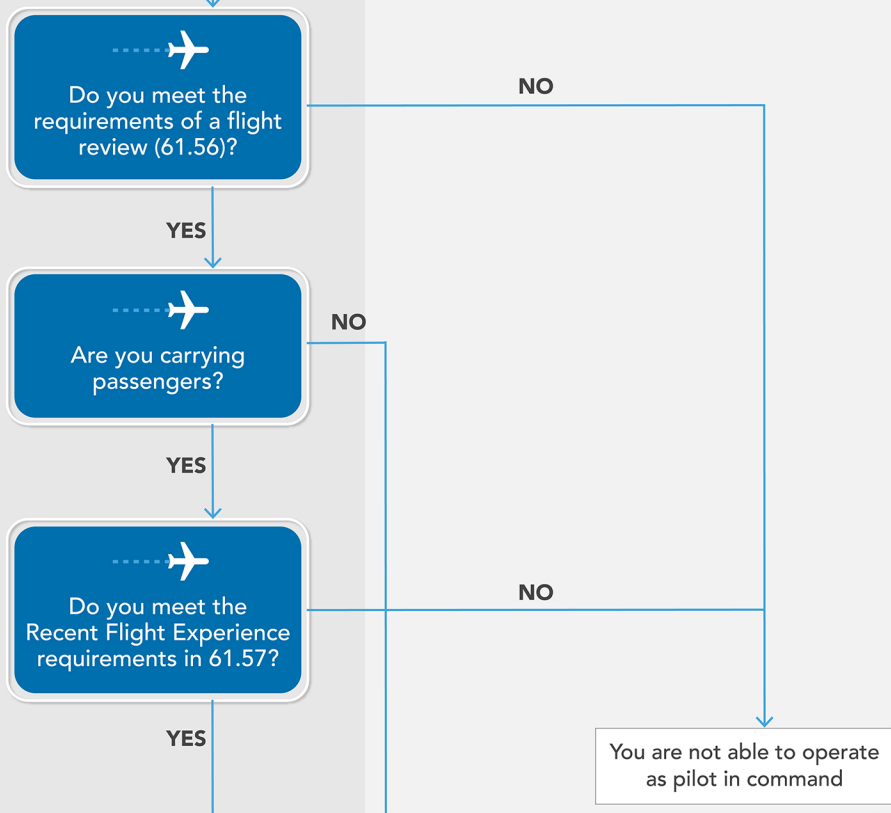 NO
Do you meet the
requirements of a flight
review (61.56)?
YES
NO
Are you carrying
passengers?
YES
NO
Do you meet the
Recent Flight Experience
requirements in 61.57?
YES
You are not able to operate
as pilot in command